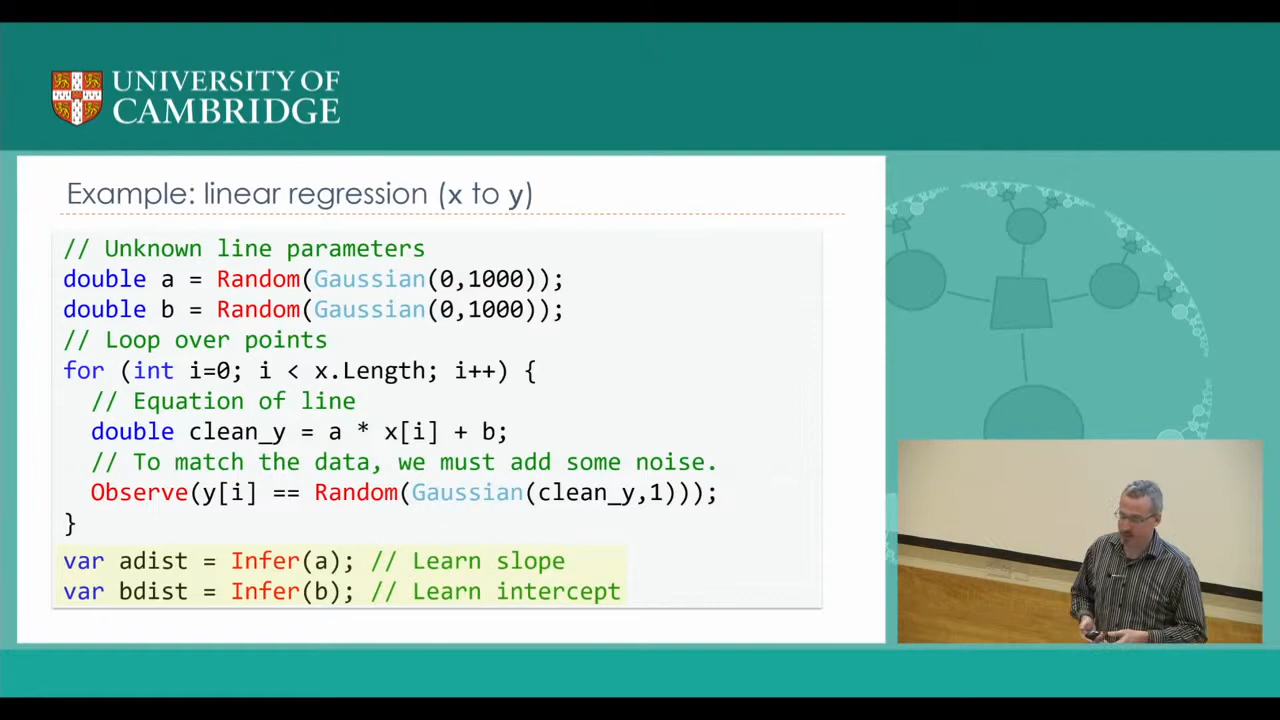 UNIVERSITY OF
CAMBRIDGE
Example: linear regression (x to y)
// Unknown line parameters
double a = Random(Gaussian(0,1000));
double b = Random(Gaussian(0,1000));
// Loop over points
for (int i=0; i < x.Length; i++) {
// Equation of line
double clean_y = a * x[i] + b;
// To match the data, we must add some noise.
Observe(y[i] == Random(Gaussian(clean_y,1)));
}
var adist = Infer(a); // Learn slope
var bdist = Infer(b); // Learn intercept